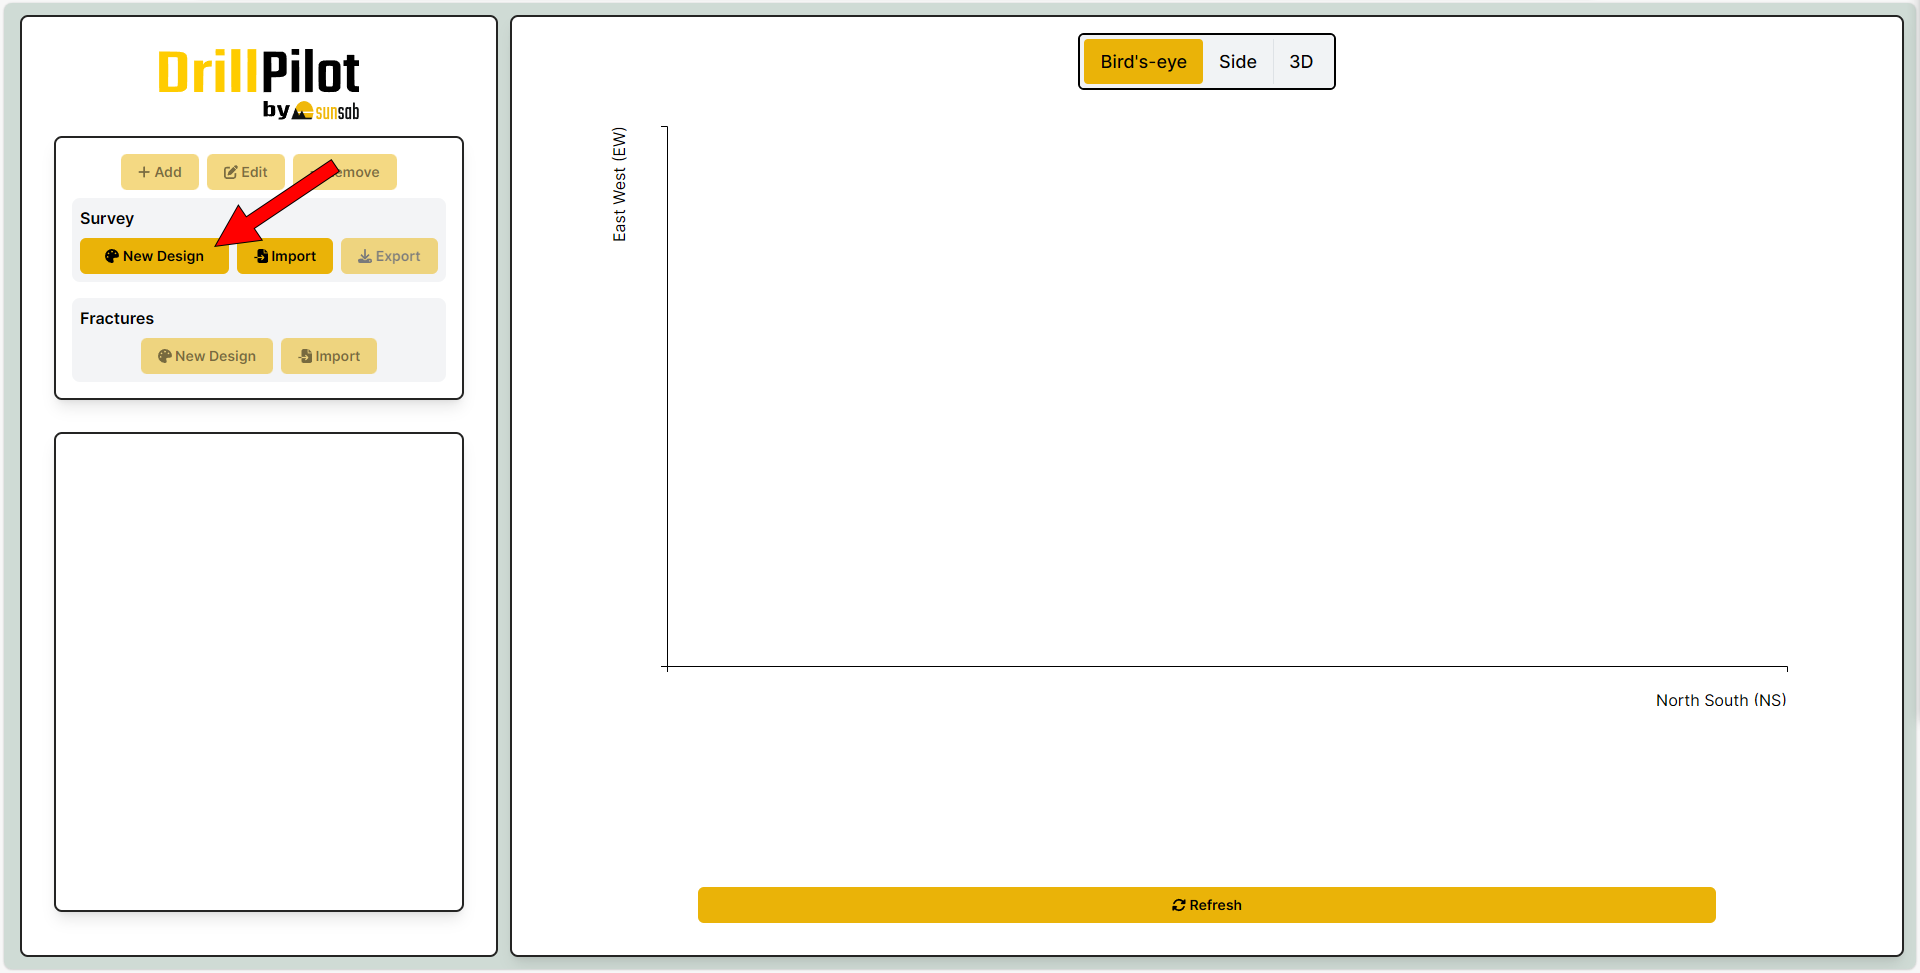 DrillPilot
by sunsab
Add Edit emove
Survey
New Design Import Export
Fractures
New Design Import
Bird's-eye Side 3D
East West (EW)
North South (NS)
Refresh